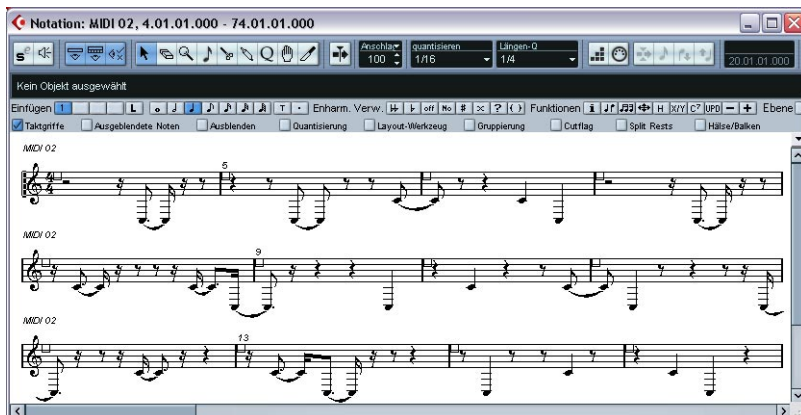 Notation: MIDI 02, 4.01.01.000 - 74.01.01.000
Anschlag quantisieren Längen-Q
100 1/16 1/4 20.01.01.000
Kein Objekt ausgewählt
Einfügen 1 L T Enharm. Verw. off No # × ? ( ) Funktionen i H X/Y C7 UPD − + Ebene
Taktgriffe Ausgeblendete Noten Ausblenden Quantisierung Layout-Werkzeug Gruppierung Cutflag Split Rests Hälse/Balken
MIDI 02
5
MIDI 02
9
MIDI 02
13